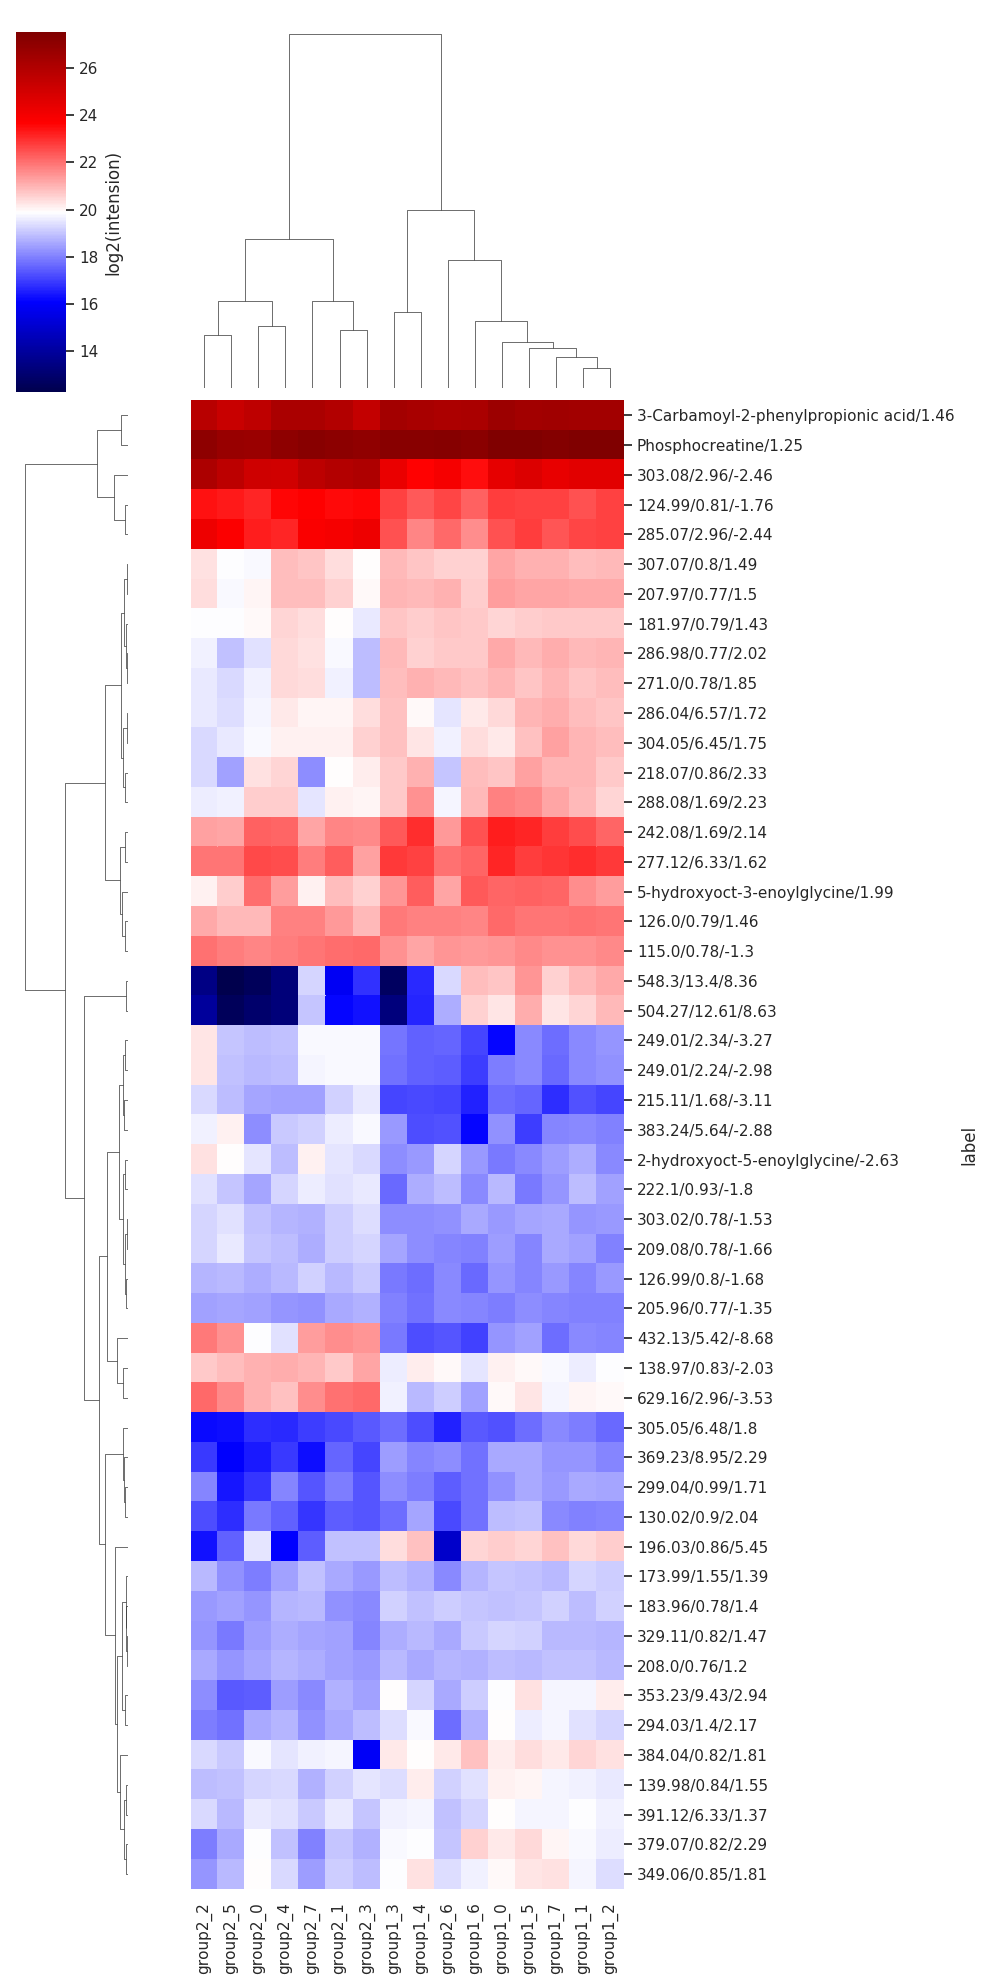 26
24
22
20
18
16
14
log2(intension)
3-Carbamoyl-2-phenylpropionic acid/1.46
Phosphocreatine/1.25
303.08/2.96/-2.46
124.99/0.81/-1.76
285.07/2.96/-2.44
307.07/0.8/1.49
207.97/0.77/1.5
181.97/0.79/1.43
286.98/0.77/2.02
271.0/0.78/1.85
286.04/6.57/1.72
304.05/6.45/1.75
218.07/0.86/2.33
288.08/1.69/2.23
242.08/1.69/2.14
277.12/6.33/1.62
5-hydroxyoct-3-enoylglycine/1.99
126.0/0.79/1.46
115.0/0.78/-1.3
548.3/13.4/8.36
504.27/12.61/8.63
249.01/2.34/-3.27
249.01/2.24/-2.98
215.11/1.68/-3.11
383.24/5.64/-2.88
2-hydroxyoct-5-enoylglycine/-2.63
222.1/0.93/-1.8
303.02/0.78/-1.53
209.08/0.78/-1.66
126.99/0.8/-1.68
205.96/0.77/-1.35
432.13/5.42/-8.68
138.97/0.83/-2.03
629.16/2.96/-3.53
305.05/6.48/1.8
369.23/8.95/2.29
299.04/0.99/1.71
130.02/0.9/2.04
196.03/0.86/5.45
173.99/1.55/1.39
183.96/0.78/1.4
329.11/0.82/1.47
208.0/0.76/1.2
353.23/9.43/2.94
294.03/1.4/2.17
384.04/0.82/1.81
139.98/0.84/1.55
391.12/6.33/1.37
379.07/0.82/2.29
349.06/0.85/1.81
label
group2_2
group2_5
group2_0
group2_4
group2_7
group2_1
group2_3
group1_3
group1_4
group2_6
group1_6
group1_0
group1_5
group1_7
group1_1
group1_2